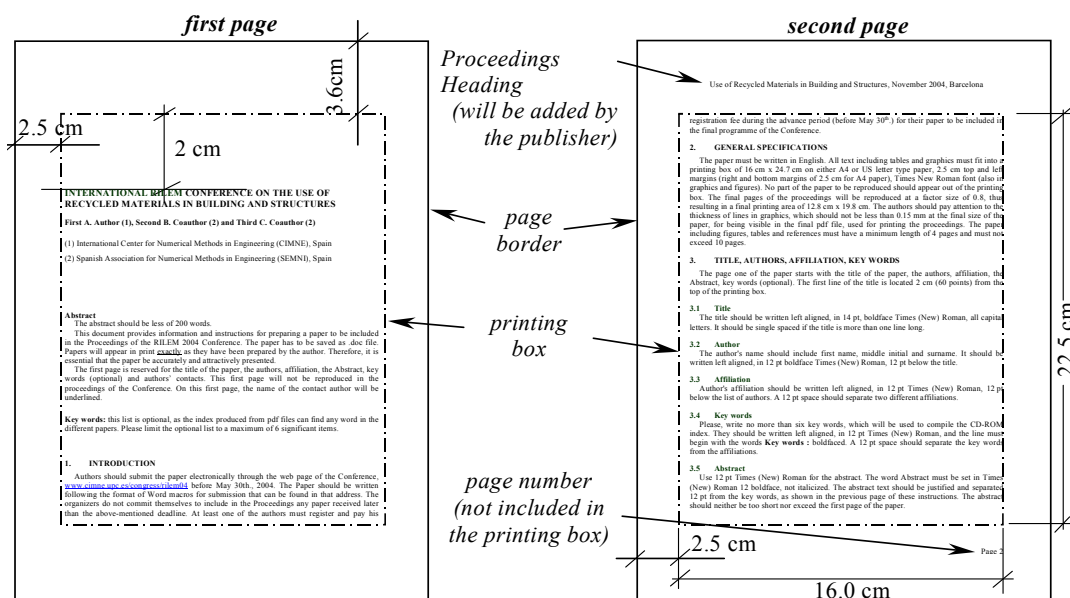 first page
3.6cm
2.5 cm
2 cm
INTERNATIONAL RILEM CONFERENCE ON THE USE OF
RECYCLED MATERIALS IN BUILDING AND STRUCTURES
First A. Author (1), Second B. Coauthor (2) and Third C. Coauthor (2)
(1) International Center for Numerical Methods in Engineering (CIMNE), Spain
(2) Spanish Association for Numerical Methods in Engineering (SEMNI), Spain
Abstract
The abstract should be less of 200 words.
This document provides information and instructions for preparing a paper to be included
in the Proceedings of the RILEM 2004 Conference. The paper has to be saved as .doc file.
Papers will appear in print exactly as they have been prepared by the author. Therefore, it is
essential that the paper be accurately and attractively presented.
The first page is reserved for the title of the paper, the authors, affiliation, the Abstract, key
words (optional) and authors' contacts. This first page will not be reproduced in the
proceedings of the Conference. On this first page, the name of the contact author will be
underlined.
Key words: this list is optional, as the index produced from pdf files can find any word in the
different papers. Please limit the optional list to a maximum of 6 significant items.
1. INTRODUCTION
Authors should submit the paper electronically through the web page of the Conference,
www.cimne.upc.es/congress/rilem04 before May 30th., 2004. The Paper should be written
following the format of Word macros for submission that can be found in that address. The
organizers do not commit themselves to include in the Proceedings any paper received later
than the above-mentioned deadline. At least one of the authors must register and pay his
Proceedings
Heading
(will be added by
the publisher)
page
border
printing
box
page number
(not included in
the printing box)
second page
Use of Recycled Materials in Building and Structures, November 2004, Barcelona
registration fee during the advance period (before May 30th.) for their paper to be included in
the final programme of the Conference.
2. GENERAL SPECIFICATIONS
The paper must be written in English. All text including tables and graphics must fit into a
printing box of 16 cm x 24.7 cm on either A4 or US letter type paper, 2.5 cm top and left
margins (right and bottom margins of 2.5 cm for A4 paper), Times New Roman font (also in
graphics and figures). No part of the paper to be reproduced should appear out of the printing
box. The final pages of the proceedings will be reproduced at a factor size of 0.8, thus
resulting in a final printing area of 12.8 cm x 19.8 cm. The authors should pay attention to the
thickness of lines in graphics, which should not be less than 0.15 mm at the final size of the
paper, for being visible in the final pdf file, used for printing the proceedings. The paper
including figures, tables and references must have a minimum length of 4 pages and must not
exceed 10 pages.
3. TITLE, AUTHORS, AFFILIATION, KEY WORDS
The page one of the paper starts with the title of the paper, the authors, affiliation, the
Abstract, key words (optional). The first line of the title is located 2 cm (60 points) from the
top of the printing box.
3.1 Title
The title should be written left aligned, in 14 pt, boldface Times (New) Roman, all capital
letters. It should be single spaced if the title is more than one line long.
3.2 Author
The author's name should include first name, middle initial and surname. It should be
written left aligned, in 12 pt boldface Times (New) Roman, 12 pt below the title.
3.3 Affiliation
Author's affiliation should be written left aligned, in 12 pt Times (New) Roman, 12 pt
below the list of authors. A 12 pt space should separate two different affiliations.
3.4 Key words
Please, write no more than six key words, which will be used to compile the CD-ROM
index. They should be written left aligned, in 12 pt Times (New) Roman, and the line must
begin with the words Key words : boldfaced. A 12 pt space should separate the key words
from the affiliations.
3.5 Abstract
Use 12 pt Times (New) Roman for the abstract. The word Abstract must be set in Times
(New) Roman 12 boldface, not italicized. The abstract text should be justified and separated
12 pt from the key words, as shown in the previous page of these instructions. The abstract
should neither be too short nor exceed the first page of the paper.
22.5 cm
2.5 cm
Page 2
16.0 cm